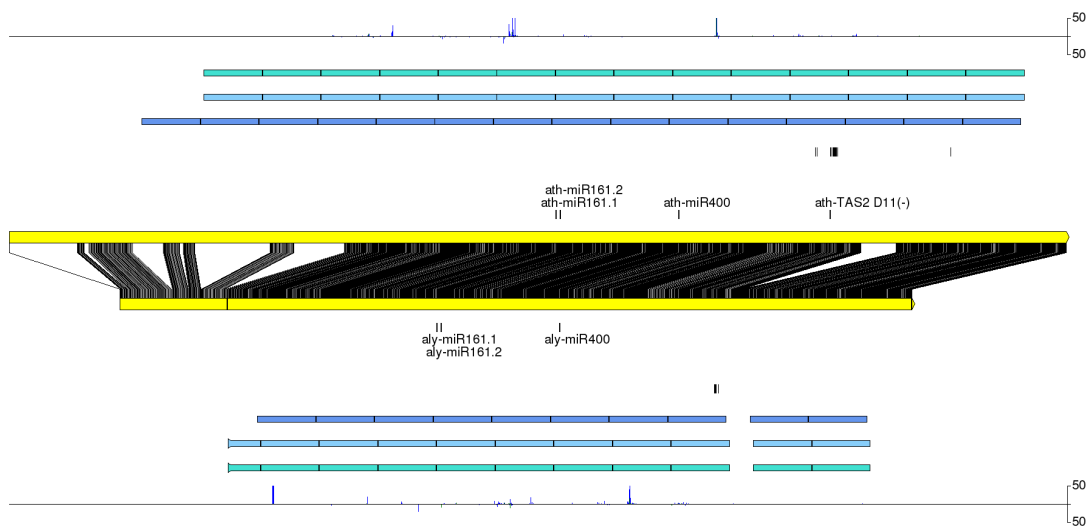 50
50
ath-miR161.2
ath-miR161.1
ath-miR400
ath-TAS2 D11(-)
aly-miR161.1
aly-miR400
aly-miR161.2
50
50